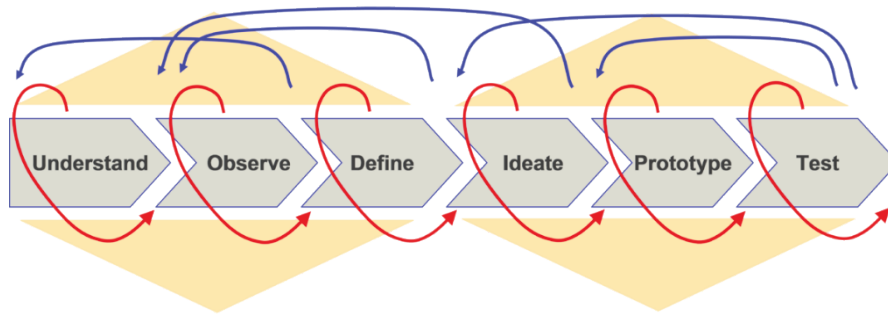 Understand
Observe
Define
Ideate
Prototype
Test